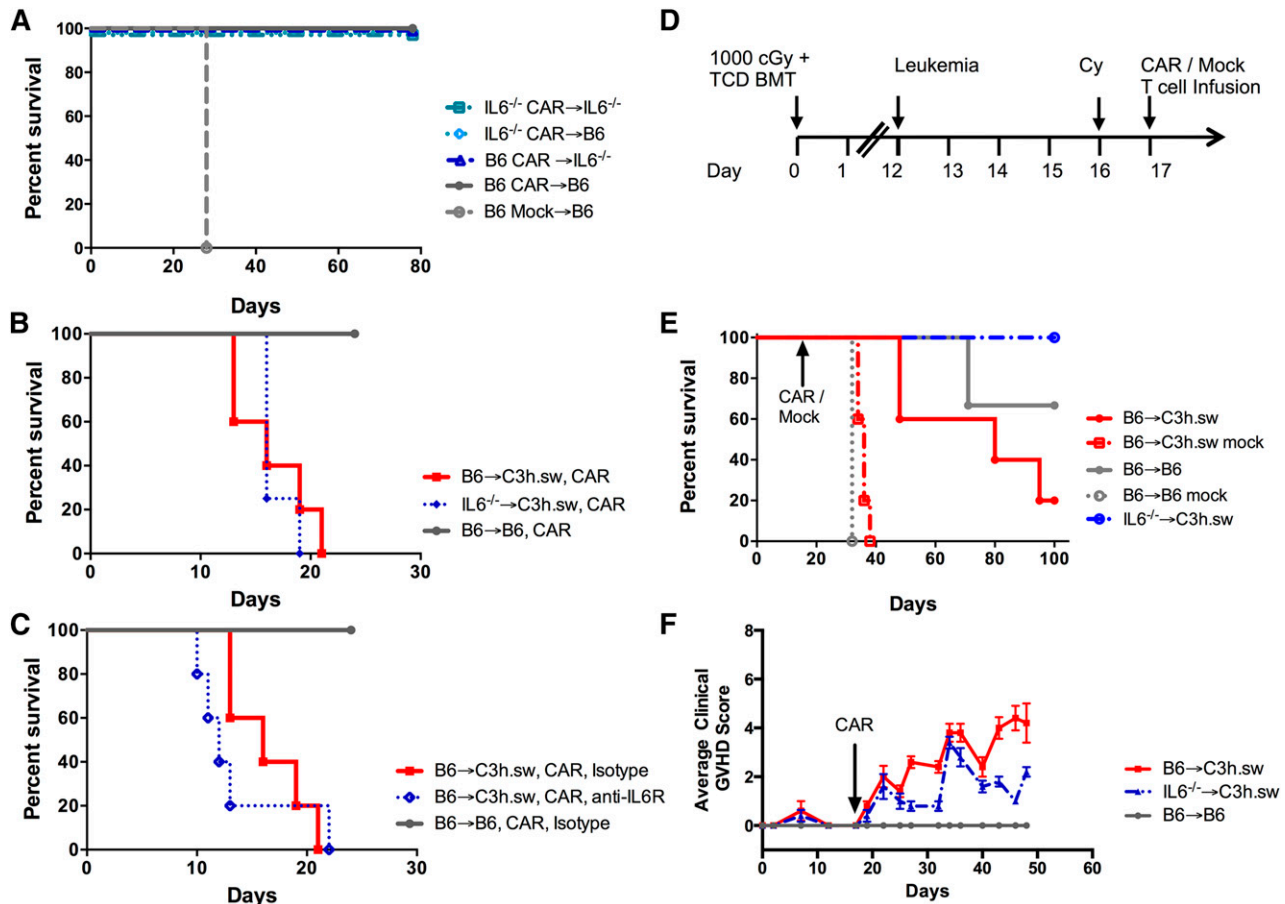 A
Percent survival
100
80
60
40
20
0
0 20 40 60 80
Days
IL6-/- CAR→IL6-/-
IL6-/- CAR→B6
B6 CAR →IL6-/-
B6 CAR→B6
B6 Mock→B6
B
Percent survival
100
80
60
40
20
0
0 10 20 30
Days
B6→C3h.sw, CAR
IL6-/-→C3h.sw, CAR
B6→B6, CAR
C
Percent survival
100
80
60
40
20
0
0 10 20 30
Days
B6→C3h.sw, CAR, Isotype
B6→C3h.sw, CAR, anti-IL6R
B6→B6, CAR, Isotype
D
1000 cGy +
TCD BMT
Leukemia
Cy
CAR / Mock
T cell Infusion
Day 0 1 12 13 14 15 16 17
E
Percent survival
100
80
60
40
20
0
CAR /
Mock
0 20 40 60 80 100
Days
B6→C3h.sw
B6→C3h.sw mock
B6→B6
B6→B6 mock
IL6-/-→C3h.sw
F
Average Clinical
GVHD Score
8
6
4
2
0
CAR
0 10 20 30 40 50 60
Days
B6→C3h.sw
IL6-/-→C3h.sw
B6→B6